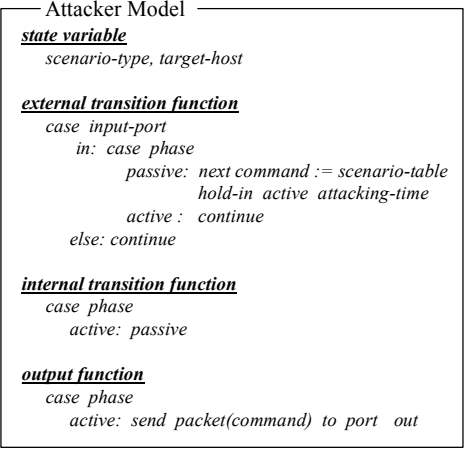 Attacker Model
state variable
scenario-type, target-host
external transition function
case input-port
in: case phase
passive: next command := scenario-table
hold-in active attacking-time
active : continue
else: continue
internal transition function
case phase
active: passive
output function
case phase
active: send packet(command) to port out